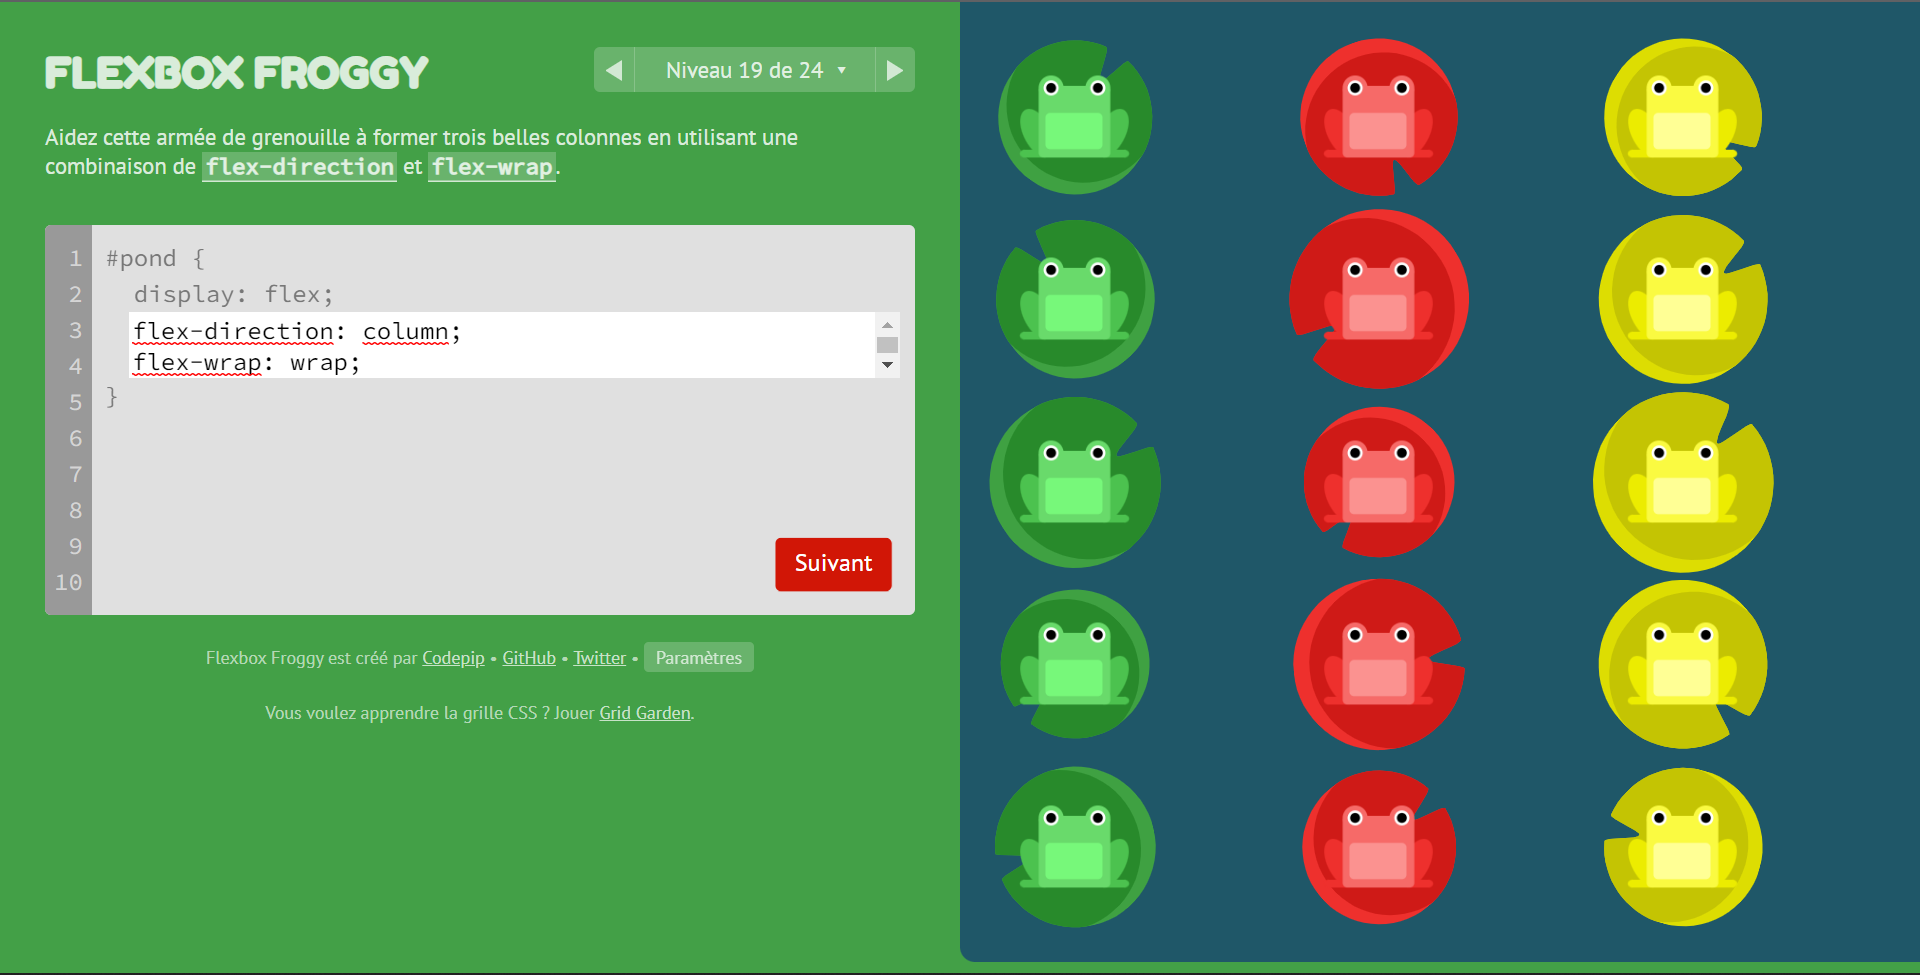 FLEXBOX FROGGY
Niveau 19 de 24
Aidez cette armée de grenouille à former trois belles colonnes en utilisant une
combinaison de flex-direction et flex-wrap.
1 #pond {
2 display: flex;
3 flex-direction: column;
4 flex-wrap: wrap;
5 }
6
7
8
9
10
Suivant
Flexbox Froggy est créé par Codepip • GitHub • Twitter • Paramètres
Vous voulez apprendre la grille CSS ? Jouer Grid Garden.